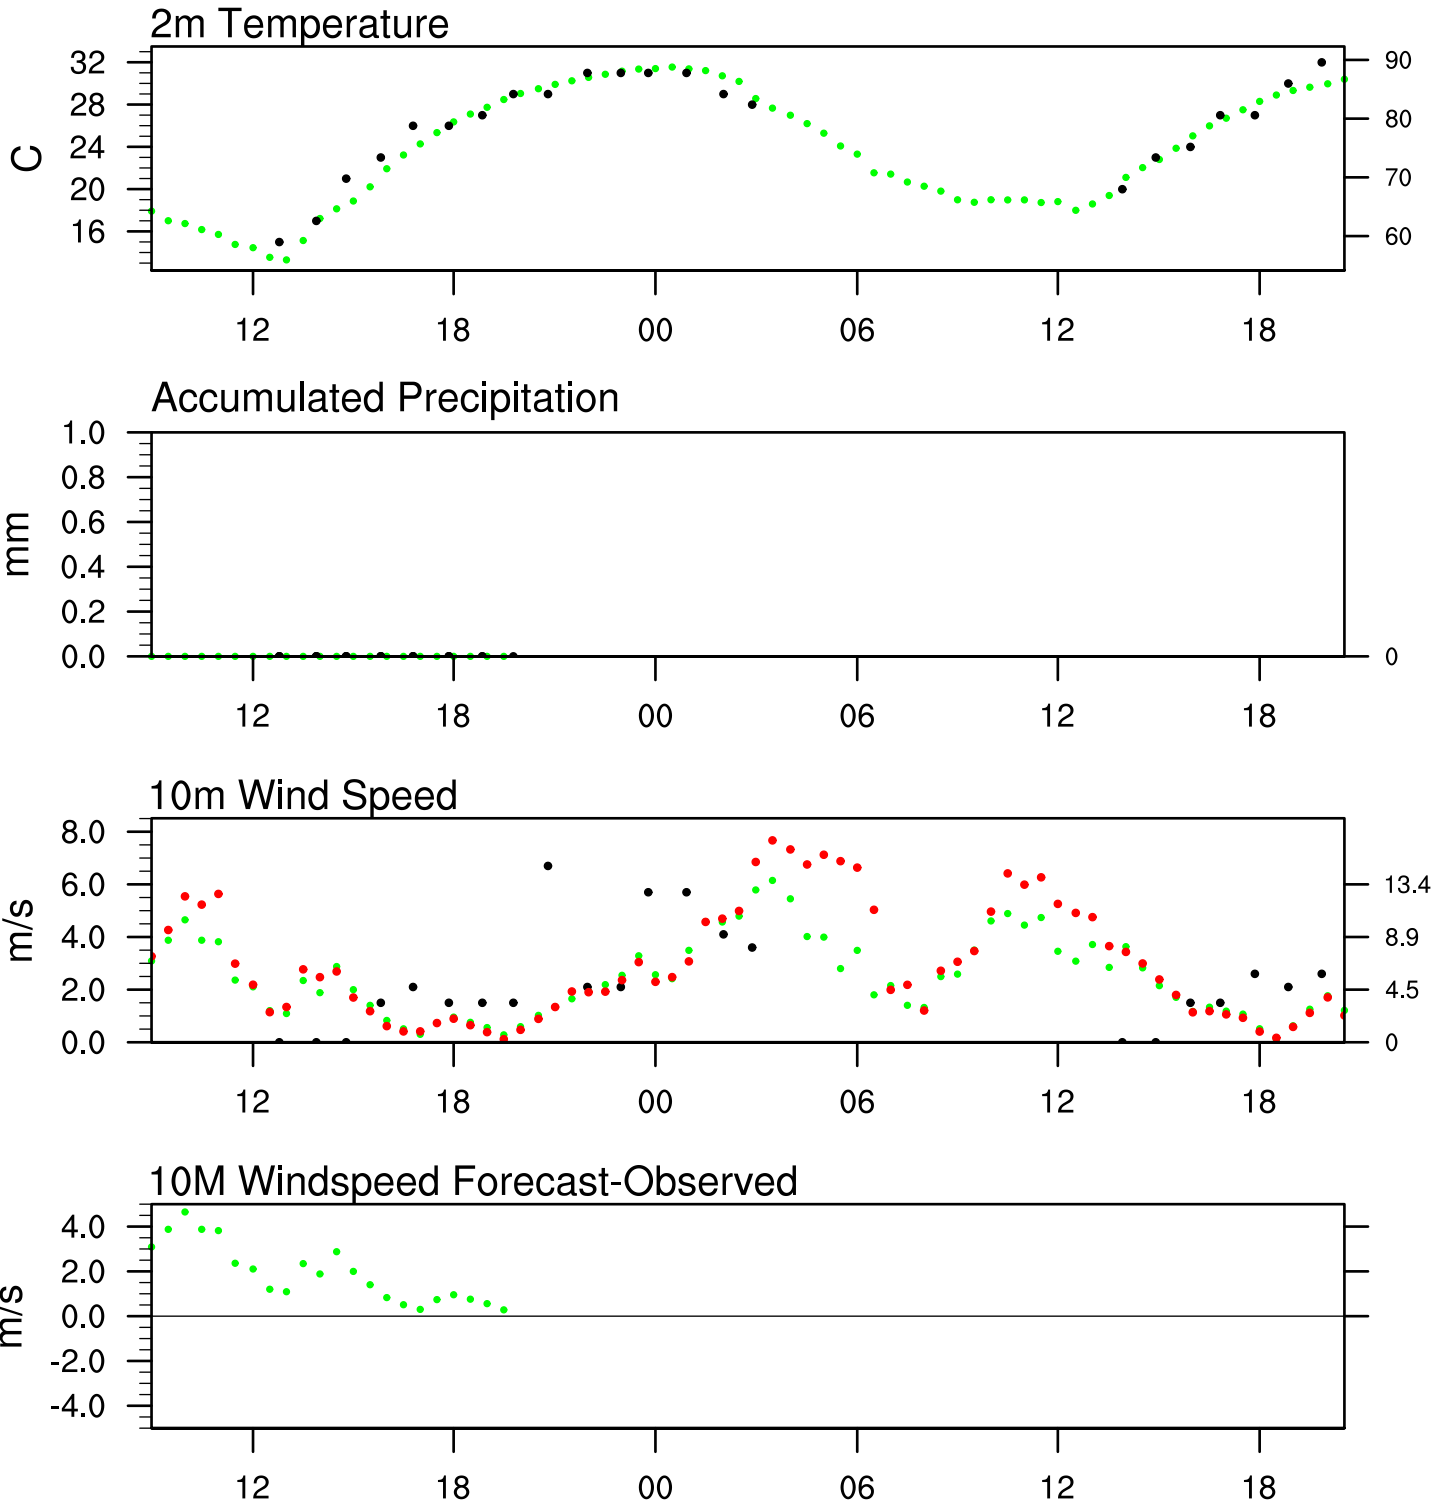 2m Temperature
32
28
24
20
16
C
90
80
70
60
12 18 00 06 12 18
Accumulated Precipitation
1.0
0.8
0.6
0.4
0.2
0.0
mm
0
12 18 00 06 12 18
10m Wind Speed
8.0
6.0
4.0
2.0
0.0
m/s
13.4
8.9
4.5
0
12 18 00 06 12 18
10M Windspeed Forecast-Observed
4.0
2.0
0.0
-2.0
-4.0
m/s
12 18 00 06 12 18